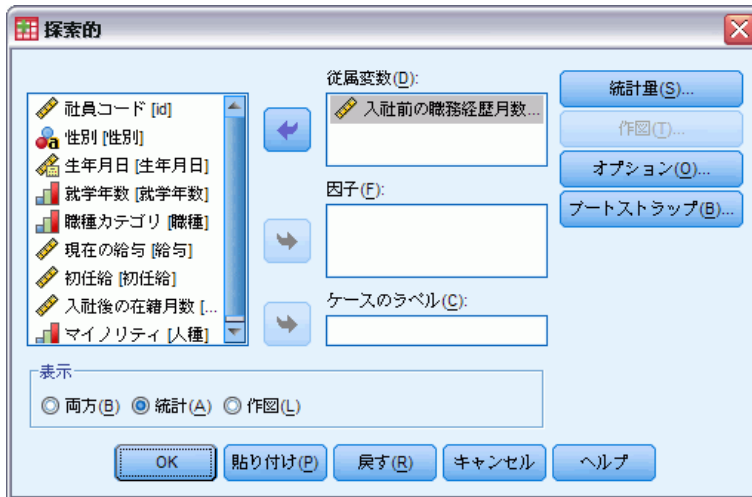 探索的
社員コード [id]
性別 [性別]
生年月日 [生年月日]
就学年数 [就学年数]
職種カテゴリ [職種]
現在の給与 [給与]
初任給 [初任給]
入社後の在籍月数 [...
マイノリティ [人種]
従属変数(D):
入社前の職務経歴月数...
因子(F):
ケースのラベル(C):
統計量(S)...
作図(T)...
オプション(O)...
ブートストラップ(B)...
表示
両方(B) 統計(A) 作図(L)
OK 貼り付け(P) 戻す(R) キャンセル ヘルプ